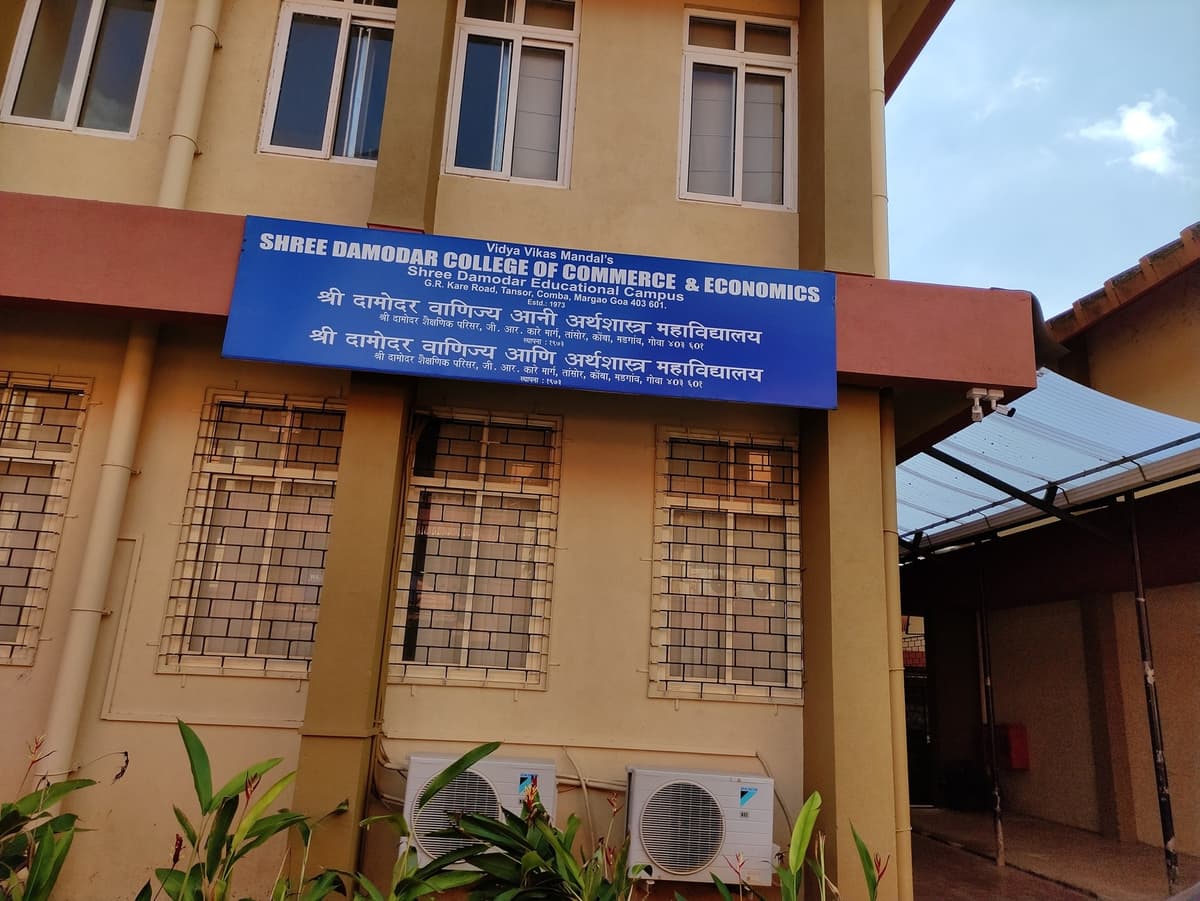 Vidya Vikas Mandal's
SHREE DAMODAR COLLEGE OF COMMERCE & ECONOMICS
Shree Damodar Educational Campus
G.R. Kare Road, Tansor, Comba, Margao Goa 403 601.
Estd.: 1973
श्री दामोदर वाणिज्य आनी अर्थशास्त्र महाविद्यालय
श्री दामोदर शैक्षणिक परिसर, जी. आर. कारे मार्ग, तांसोर, कोंबा, मडगांव, गोवा ४०३ ६०१
स्थापना : १९७३
श्री दामोदर वाणिज्य आणि अर्थशास्त्र महाविद्यालय
श्री दामोदर शैक्षणिक परिसर, जी. आर. कारे मार्ग, तांसोर, कोंबा, मडगांव, गोवा ४०३ ६०१
स्थापना : १९७३